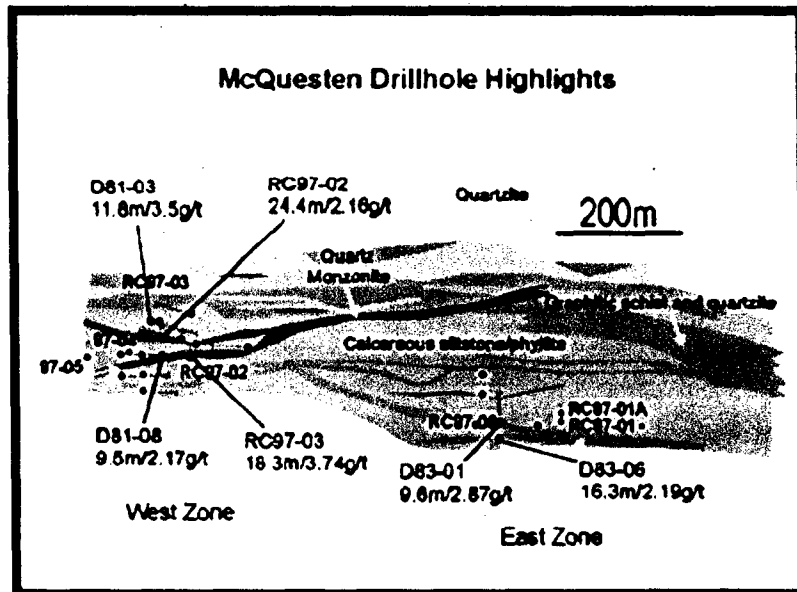 McQuesten Drillhole Highlights
D81-03
11.8m/3.5g/t
RC97-02
24.4m/2.16g/t
Quartzite
200m
RC97-03
Quartz
Monzonite
Graphitic schist and quartzite
Calcareous siltstone/phyllite
97-05
RC97-02
RC97-01A
RC97-01
D81-08
9.5m/2.17g/t
RC97-03
18.3m/3.74g/t
D83-01
9.6m/2.87g/t
D83-06
16.3m/2.19g/t
West Zone
East Zone